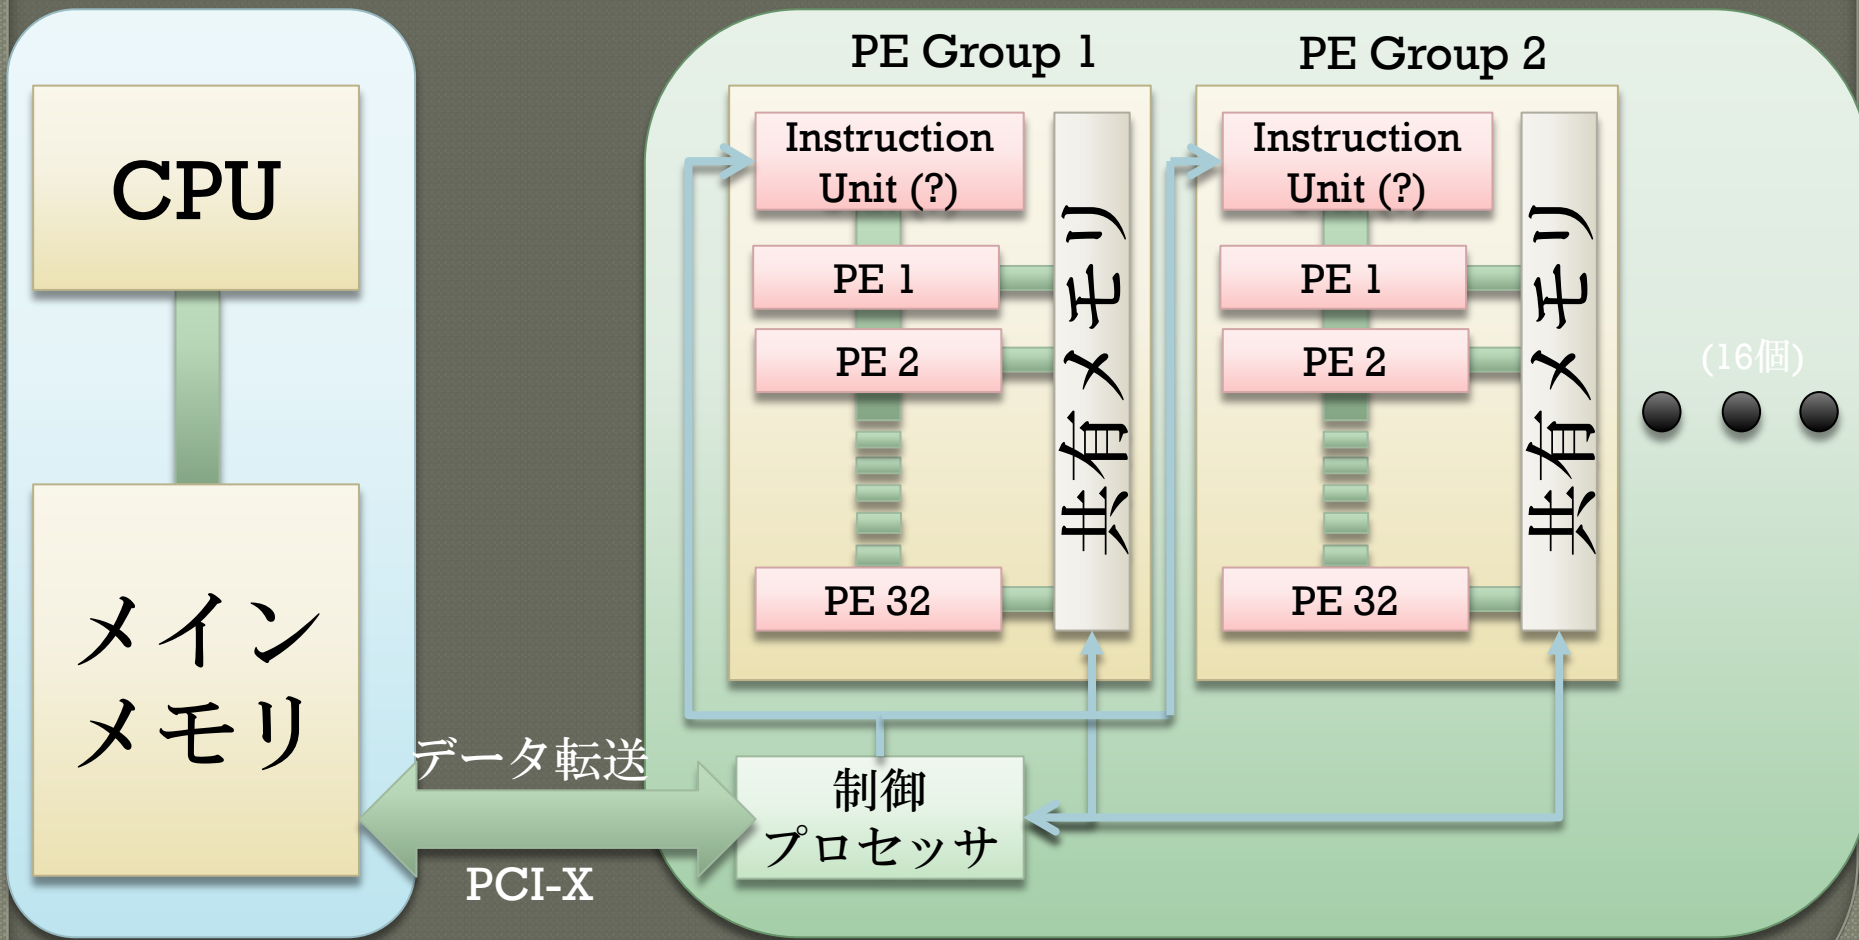 CPU
メイン
メモリ
データ転送
PCI-X
PE Group 1
Instruction
Unit (?)
PE 1
PE 2
PE 32
共有メモリ
PE Group 2
Instruction
Unit (?)
PE 1
PE 2
PE 32
共有メモリ
(16個)
制御
プロセッサ